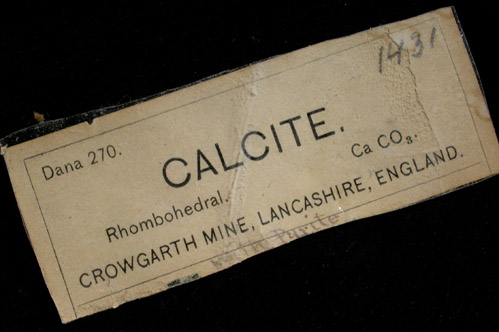 1431
Dana 270.
CALCITE.
Rhombohedral. Ca CO₃.
CROWGARTH MINE, LANCASHIRE, ENGLAND.